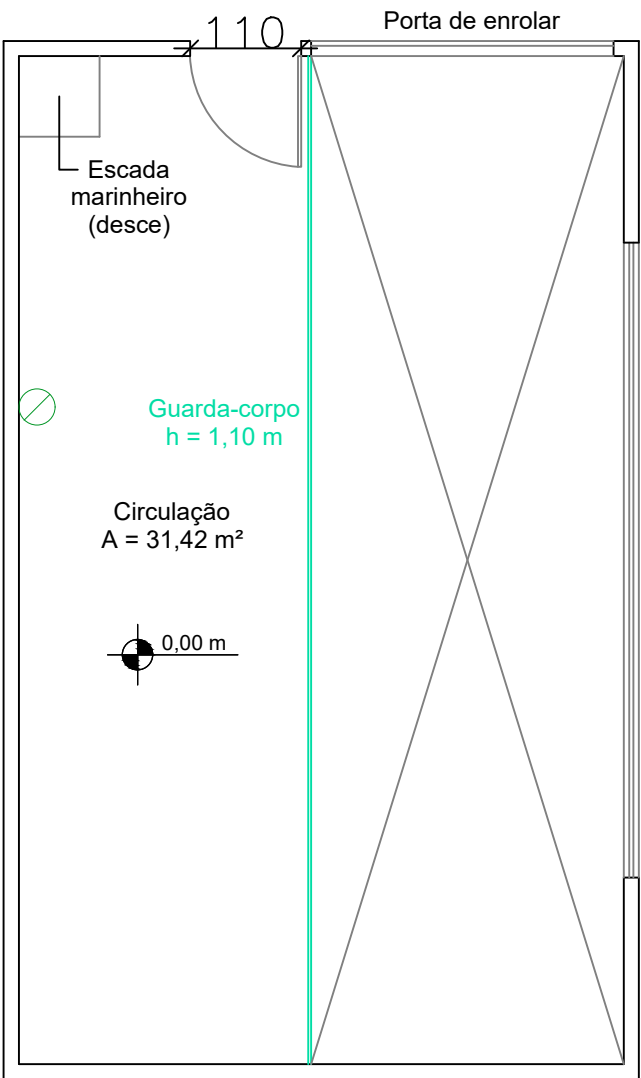 110
Porta de enrolar
Escada
marinheiro
(desce)
Guarda-corpo
h = 1,10 m
Circulação
A = 31,42 m²
0,00 m